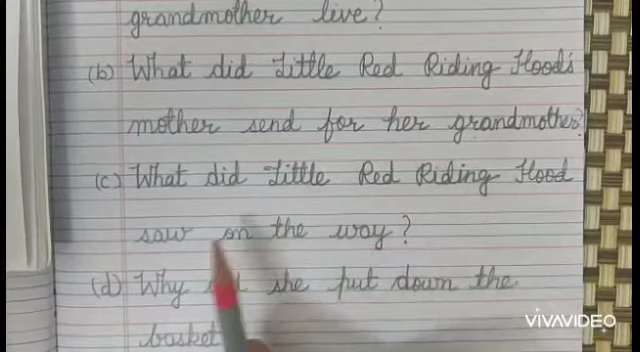 grandmother live?
(b) What did Little Red Riding Hood's
mother send for her grandmother?
(c) What did Little Red Riding Hood
saw on the way?
(d) Why she put down the
basket
VIVAVIDEO